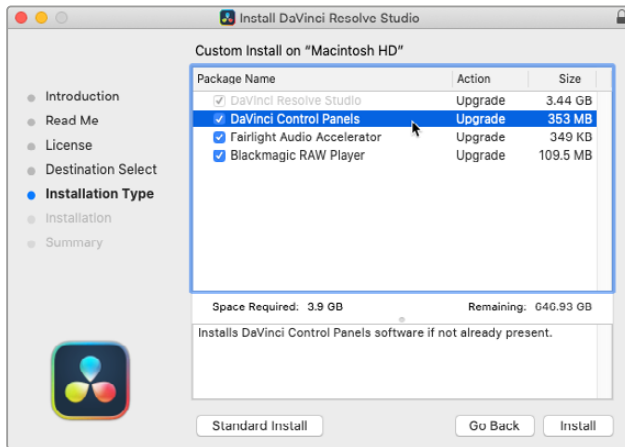 Install DaVinci Resolve Studio
Custom Install on "Macintosh HD"
Introduction
Read Me
License
Destination Select
Installation Type
Installation
Summary
Package Name Action Size
DaVinci Resolve Studio Upgrade 3.44 GB
DaVinci Control Panels Upgrade 353 MB
Fairlight Audio Accelerator Upgrade 349 KB
Blackmagic RAW Player Upgrade 109.5 MB
Space Required: 3.9 GB Remaining: 646.93 GB
Installs DaVinci Control Panels software if not already present.
Standard Install Go Back Install